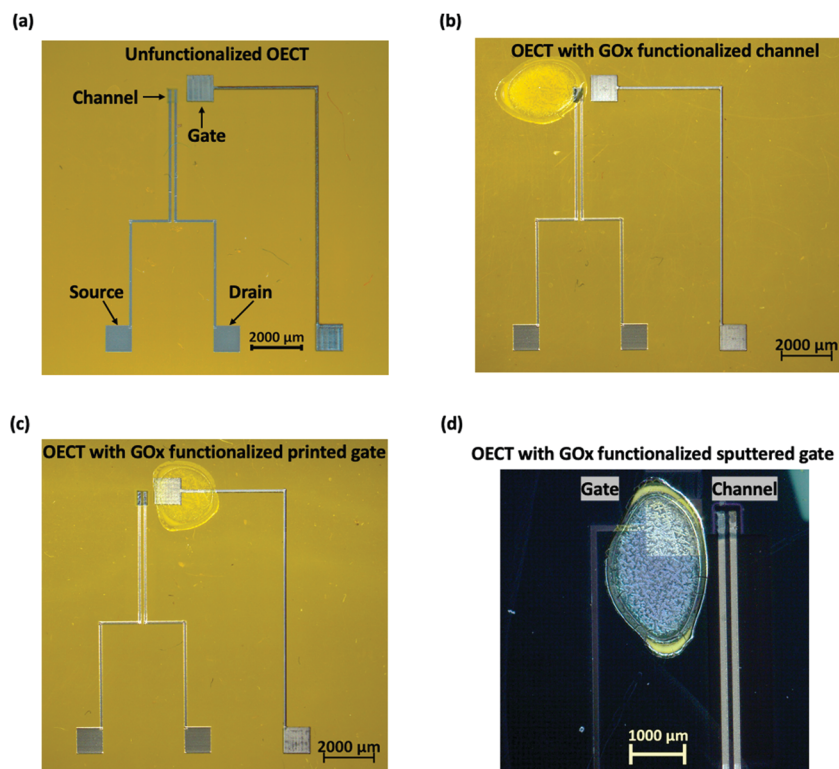 (a)
Unfunctionalized OECT
Channel
Gate
Source
Drain
2000 µm
(b)
OECT with GOx functionalized channel
2000 µm
(c)
OECT with GOx functionalized printed gate
2000 µm
(d)
OECT with GOx functionalized sputtered gate
Gate
Channel
1000 µm